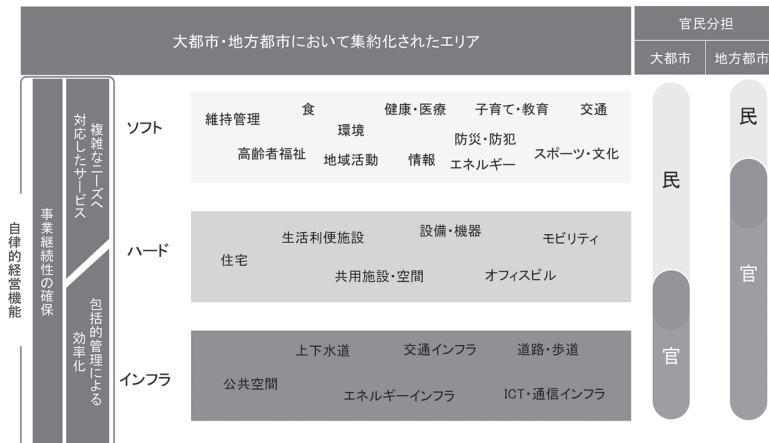 大都市・地方都市において集約化されたエリア
官民分担
大都市
地方都市
自律的経営機能
事業継続性の確保
複雑なニーズへ
対応したサービス
包括的管理による
効率化
ソフト
維持管理
食
健康・医療
子育て・教育
交通
環境
防災・防犯
高齢者福祉
地域活動
情報
エネルギー
スポーツ・文化
ハード
生活利便施設
設備・機器
モビリティ
住宅
共用施設・空間
オフィスビル
インフラ
上下水道
交通インフラ
道路・歩道
公共空間
エネルギーインフラ
ICT・通信インフラ
民
官
民
官